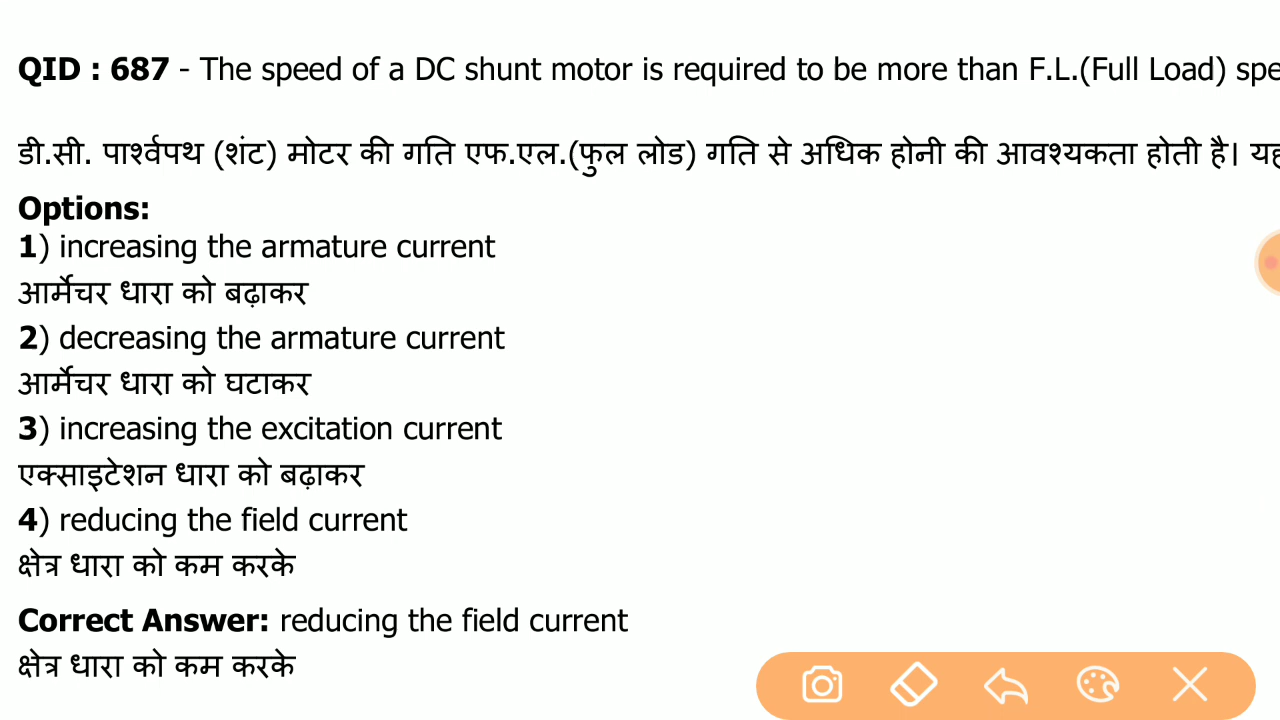 QID : 687 - The speed of a DC shunt motor is required to be more than F.L.(Full Load)
डी.सी. पार्श्वपथ (शंट) मोटर की गति एफ.एल.(फुल लोड) गति से अधिक होनी की आवश्यकता होती है।
Options:
1) increasing the armature current
आर्मेचर धारा को बढ़ाकर
2) decreasing the armature current
आर्मेचर धारा को घटाकर
3) increasing the excitation current
एक्साइटेशन धारा को बढ़ाकर
4) reducing the field current
क्षेत्र धारा को कम करके
Correct Answer: reducing the field current
क्षेत्र धारा को कम करके